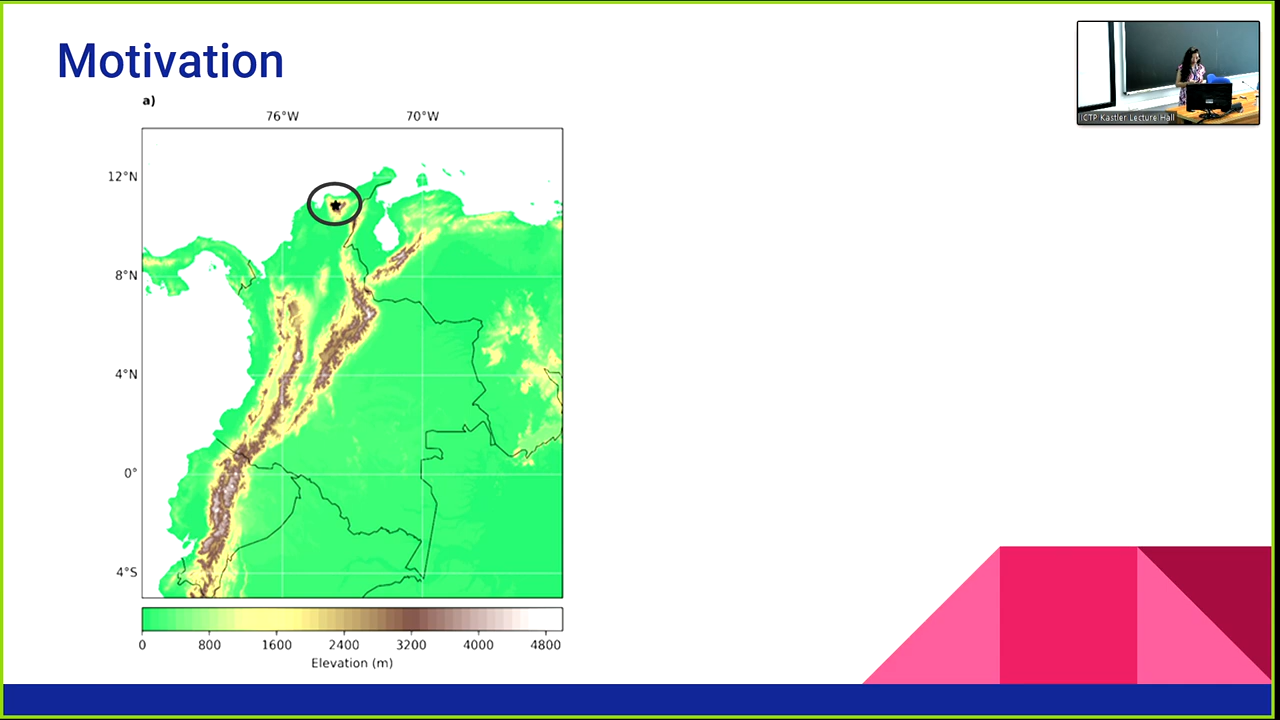 Motivation
ICTP Kastler Lecture Hall
a)
76°W 70°W
12°N
8°N
4°N
0°
4°S
0 800 1600 2400 3200 4000 4800
Elevation (m)